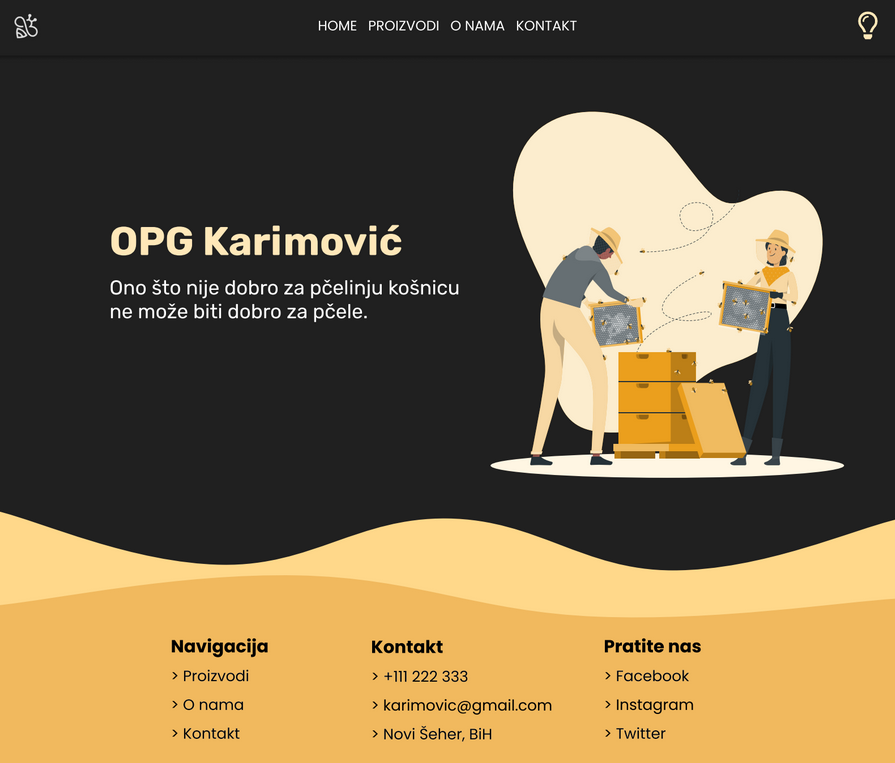 HOME PROIZVODI O NAMA KONTAKT
OPG Karimović
Ono što nije dobro za pčelinju košnicu
ne može biti dobro za pčele.
Navigacija
> Proizvodi
> O nama
> Kontakt
Kontakt
> +111 222 333
> karimovic@gmail.com
> Novi Šeher, BiH
Pratite nas
> Facebook
> Instagram
> Twitter